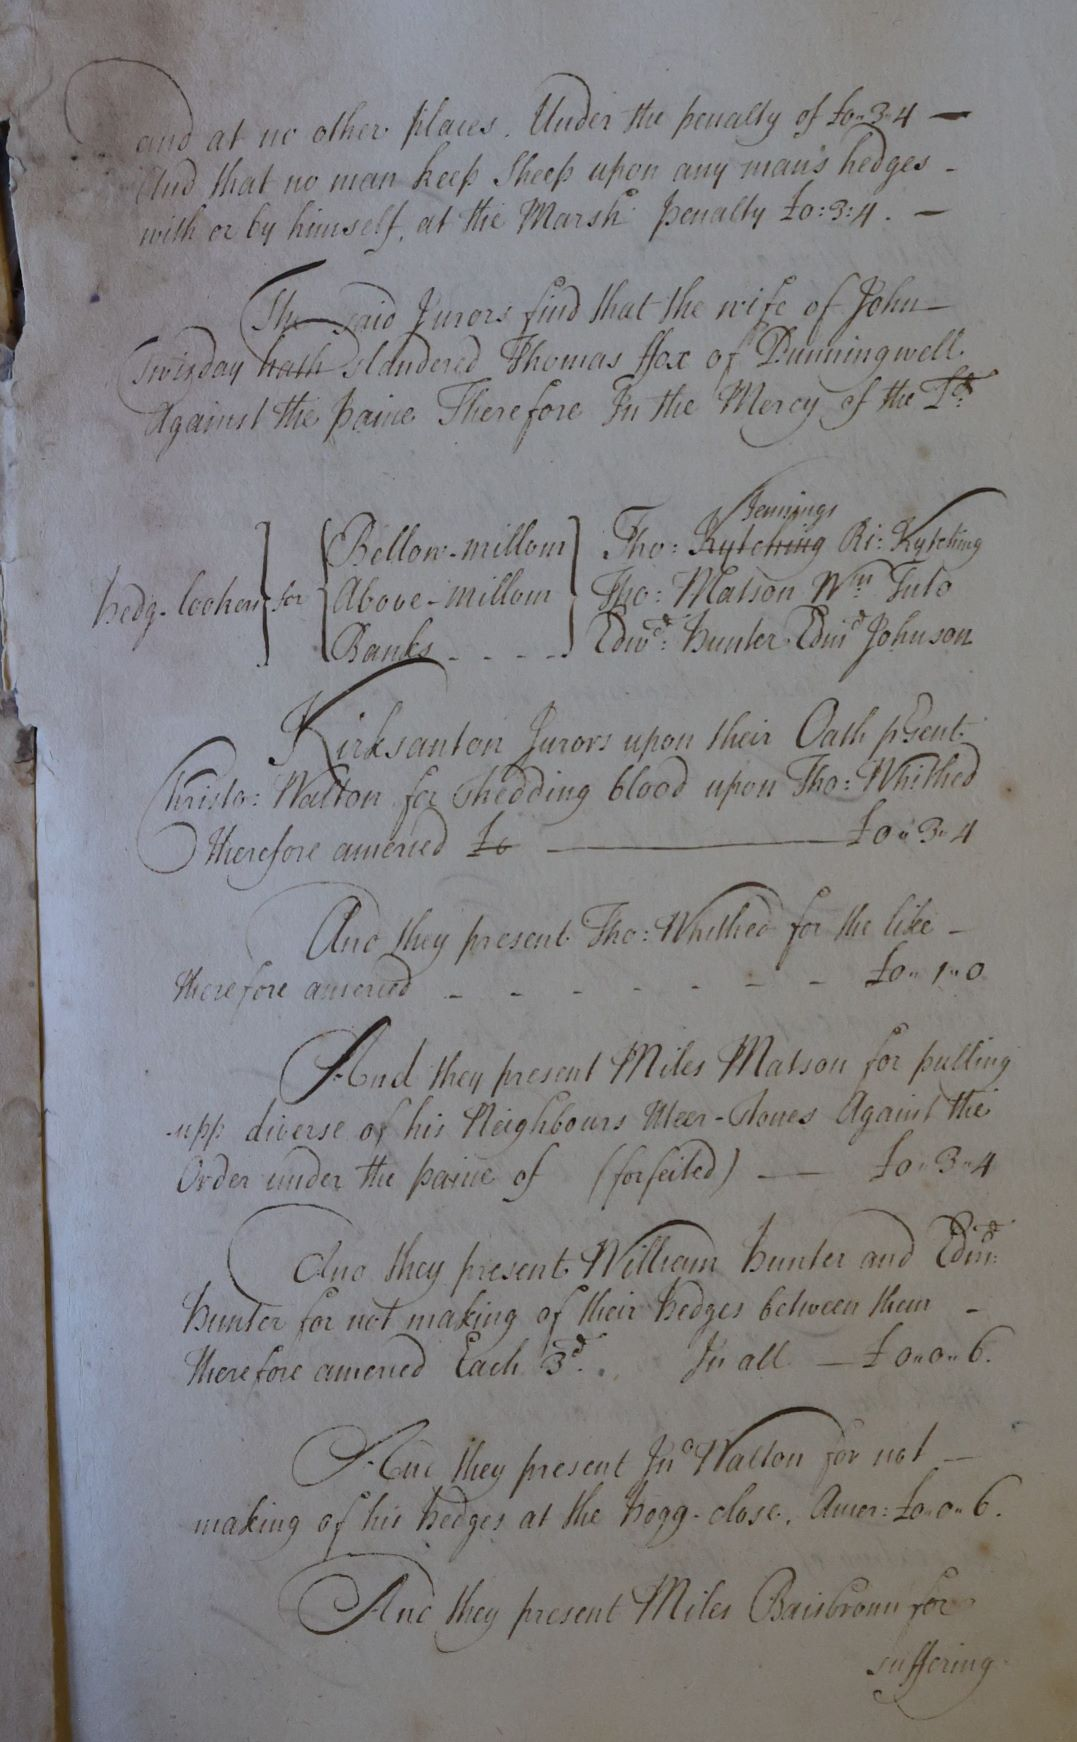 and at no other places. Under the penalty of £0-3-4 —
And that no man keep Sheep upon any man's hedges -
with or by himself, at the Marsh penalty £0:3:4. —
The said Jurors find that the wife of John —
hath slandered Thomas ffox of Dunningwell
Against the paine Therefore In the Mercy of the Ld:
Jennings
hedg-lookers } for { Bellow-millom } Tho: Kytching Ri: Kytching
Above-millom Tho: Matson Wm Tubo
Banks - - - - Edwd: Hunter Edwd Johnson
Kirksanton Jurors upon their Oath psent
Christo: Walton for shedding blood upon Tho: Whithed
therefore amerced £0 ——— £0" 3" 4
And they present Tho: Whithed for the like -
therefore amerced - - - - - - - £0" 1" 0
And they present Miles Matson for pulling
upp diverse of his Neighbours Meer-stones Against the
Order under the paine of (forfeited) — — £0" 3" 4
And they present William Hunter and Edwd:
Hunter for not making of their hedges between them -
therefore amerced Each 3d. In all — £0"0" 6.
And they present Jno Walton for not —
making of his hedges at the hogg-close. Amer: £0"0" 6.
And they present Miles for
suffering